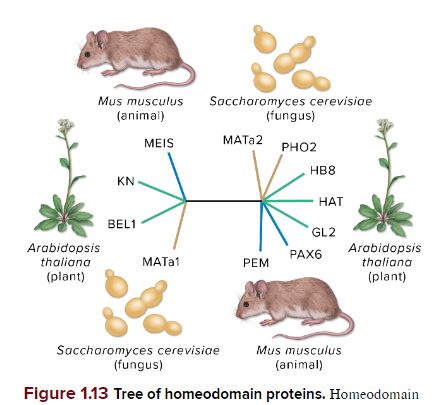 Mus musculus
(animal)
Saccharomyces cerevisiae
(fungus)
MEIS
MATa2
PHO2
KN
HB8
HAT
BEL1
GL2
Arabidopsis
thaliana
(plant)
Arabidopsis
thaliana
(plant)
MATa1
PEM
PAX6
Saccharomyces cerevisiae
(fungus)
Mus musculus
(animal)
Figure 1.13 Tree of homeodomain proteins. Homeodomain